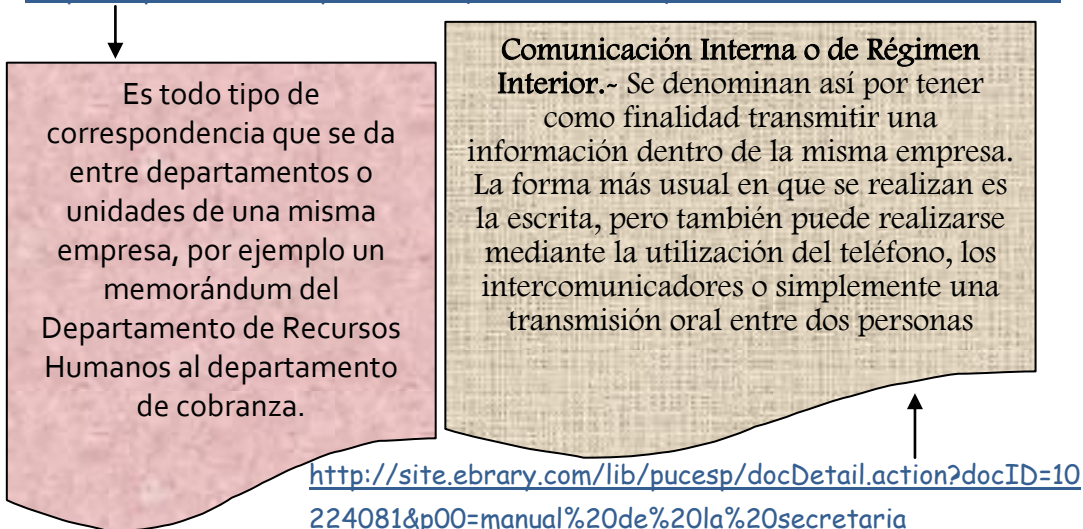 Es todo tipo de
correspondencia que se da
entre departamentos o
unidades de una misma
empresa, por ejemplo un
memorándum del
Departamento de Recursos
Humanos al departamento
de cobranza.
Comunicación Interna o de Régimen
Interior.- Se denominan así por tener
como finalidad transmitir una
información dentro de la misma empresa.
La forma más usual en que se realizan es
la escrita, pero también puede realizarse
mediante la utilización del teléfono, los
intercomunicadores o simplemente una
transmisión oral entre dos personas
http://site.ebrary.com/lib/pucesp/docDetail.action?docID=10
224081&p00=manual%20de%20la%20secretaria